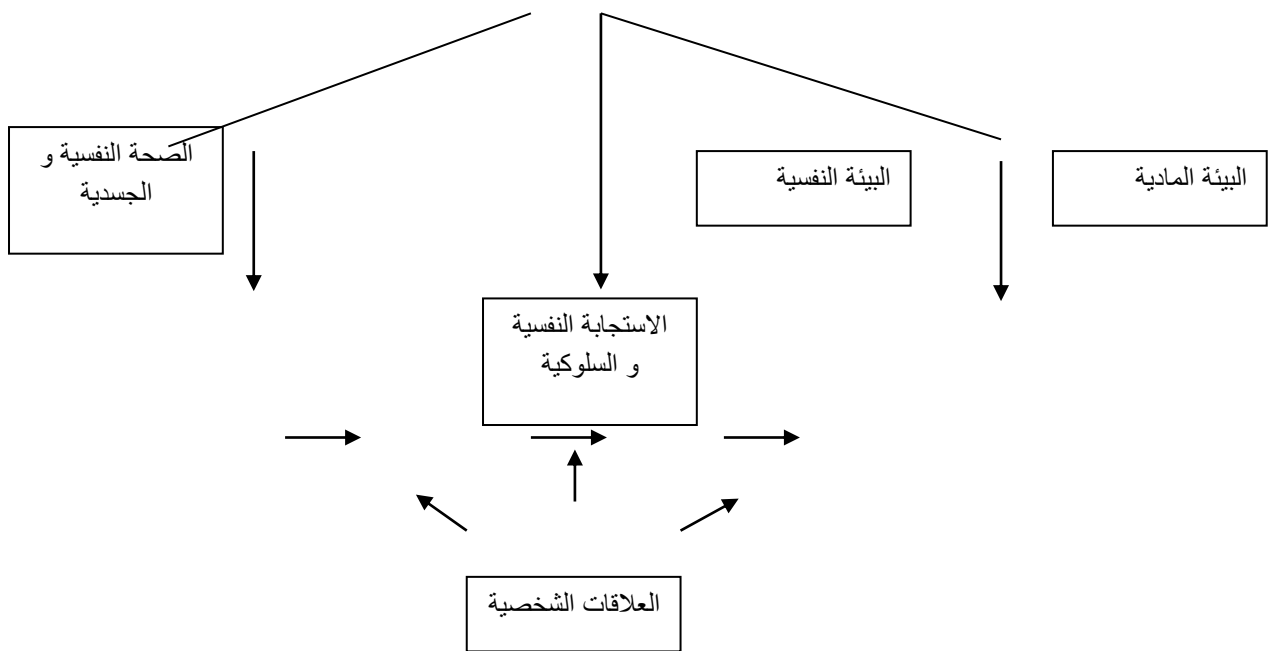 البيئة المادية
البيئة النفسية
الصحة النفسية و
الجسدية
الاستجابة النفسية
و السلوكية
العلاقات الشخصية